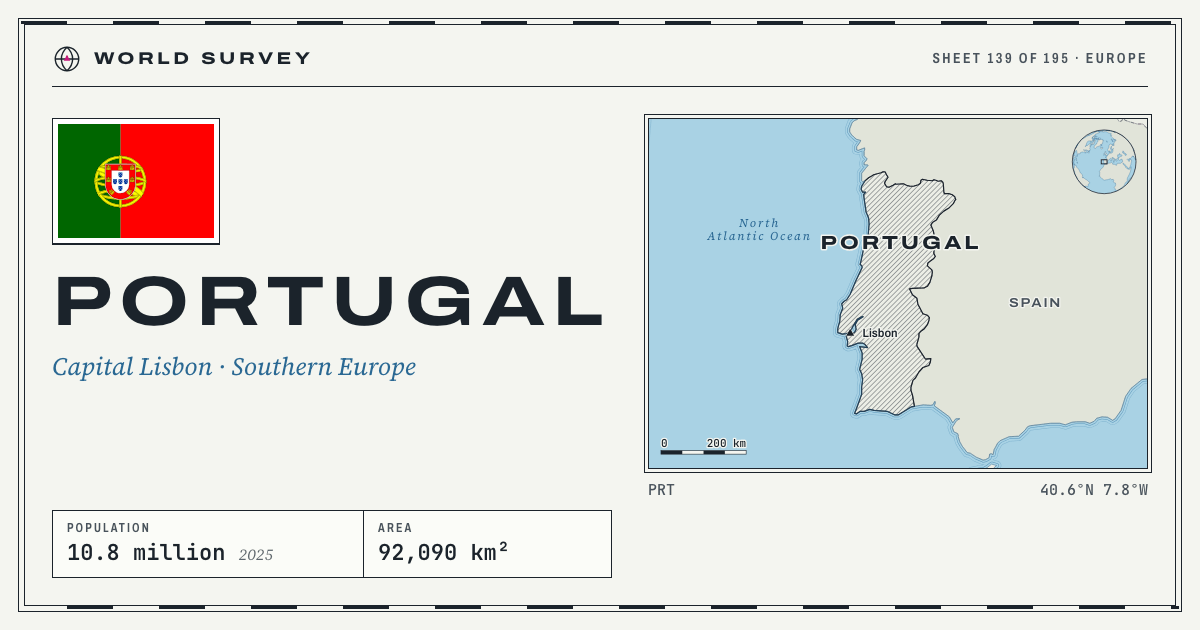 WORLD SURVEY
SHEET 139 OF 195 · EUROPE
PORTUGAL
Capital Lisbon · Southern Europe
POPULATION
10.8 million 2025
AREA
92,090 km²
North
Atlantic Ocean
PORTUGAL
SPAIN
Lisbon
0 200 km
PRT
40.6°N 7.8°W